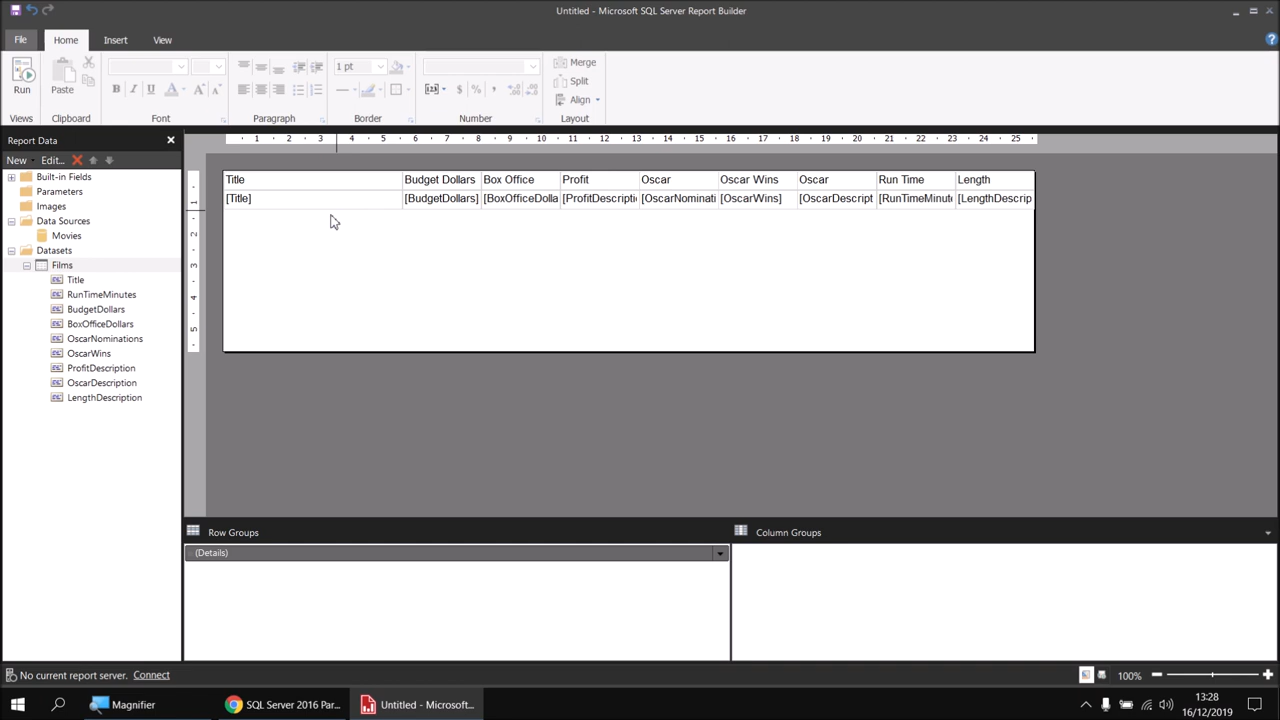 Untitled - Microsoft SQL Server Report Builder
File Home Insert View
Run Paste 1 pt Merge
B I U A A A $ % , Split
Align
Views Clipboard Font Paragraph Border Number Layout
Report Data
New Edit...
Built-in Fields
Parameters
Images
Data Sources
Movies
Datasets
Films
Title
RunTimeMinutes
BudgetDollars
BoxOfficeDollars
OscarNominations
OscarWins
ProfitDescription
OscarDescription
LengthDescription
1 2 3 4 5 6 7 8 9 10 11 12 13 14 15 16 17 18 19 20 21 22 23 24 25
1
2
3
4
5
Title Budget Dollars Box Office Profit Oscar Oscar Wins Oscar Run Time Length
[Title] [BudgetDollars] [BoxOfficeDolla [ProfitDescripti [OscarNominati [OscarWins] [OscarDescript [RunTimeMinut [LengthDescrip
Row Groups Column Groups
(Details)
No current report server. Connect 100%
Magnifier SQL Server 2016 Par... Untitled - Microsoft... 13:28
16/12/2019